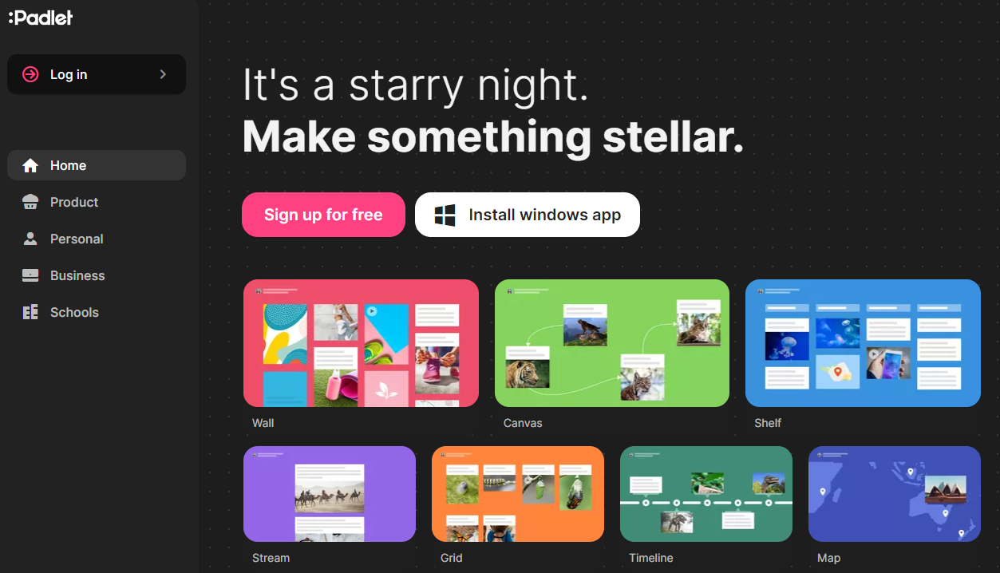 :Padlet
Log in
Home
Product
Personal
Business
Schools
It's a starry night.
Make something stellar.
Sign up for free
Install windows app
Wall
Canvas
Shelf
Stream
Grid
Timeline
Map